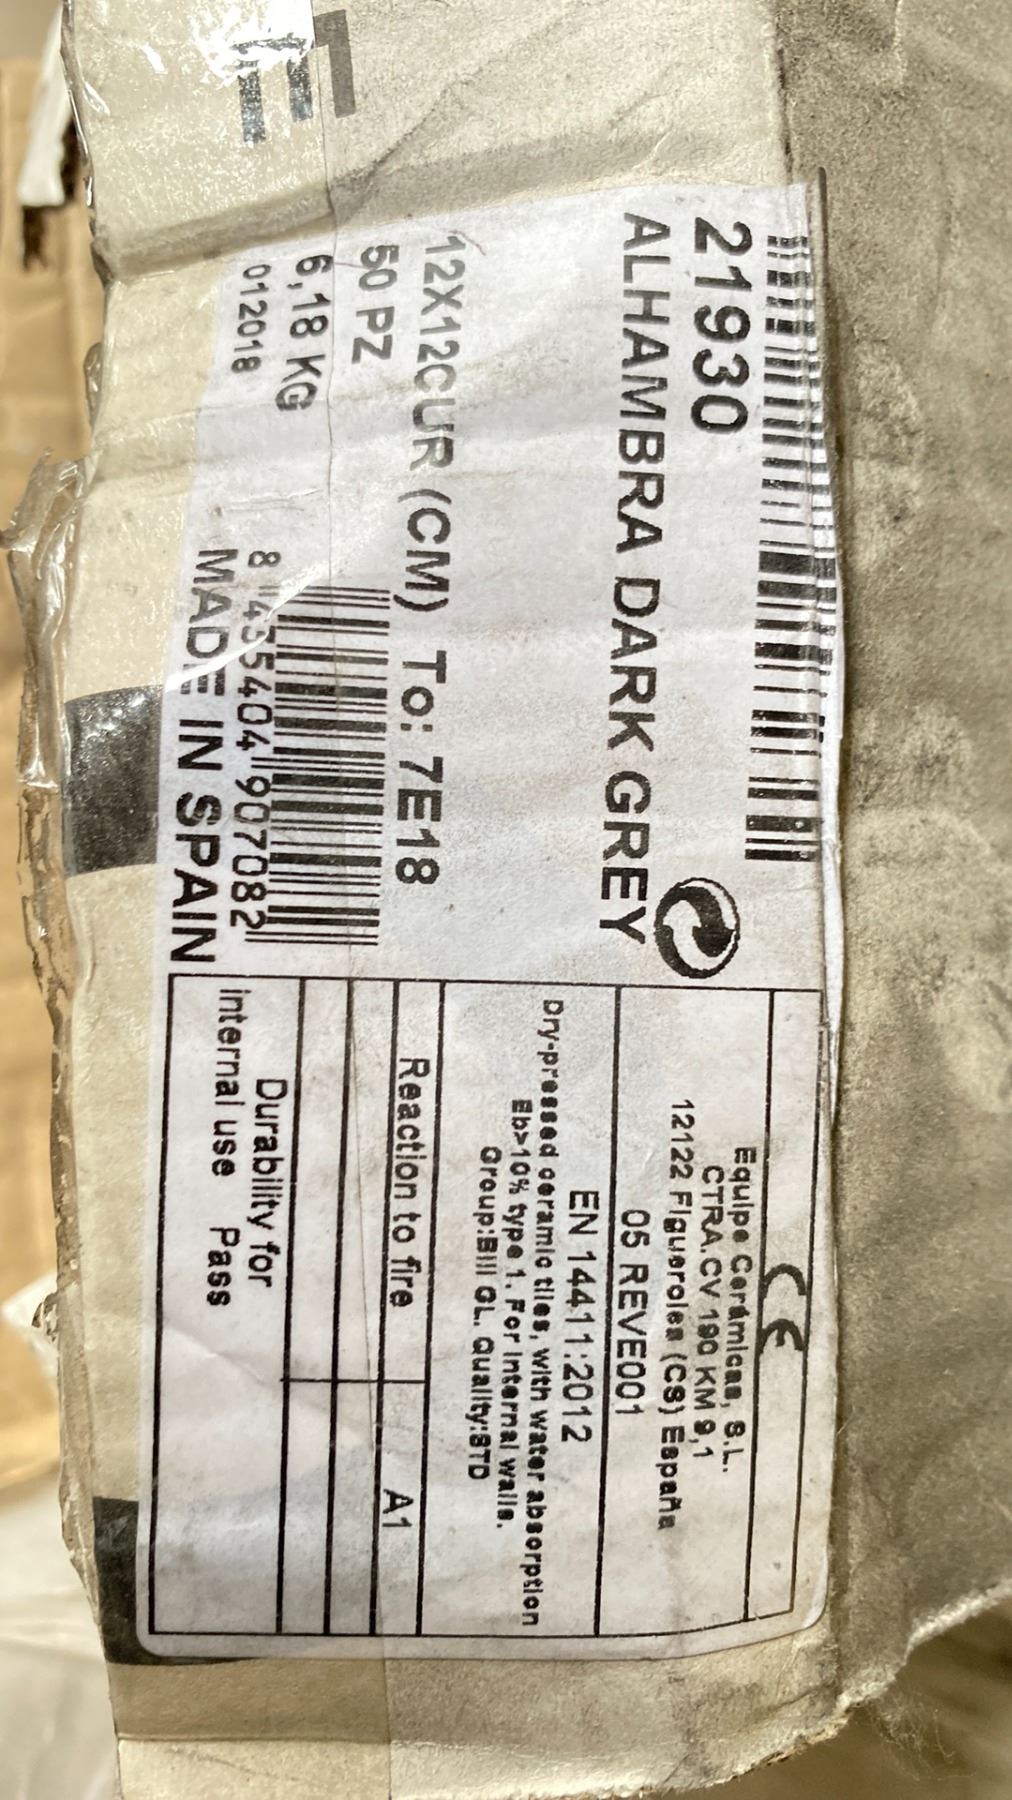 21930
ALHAMBRA DARK GREY
12X12CUR (CM) To: 7E18
50 PZ
6,18 KG
012018
8 435404 907082
MADE IN SPAIN
CE
Equipe Cerámicas, S.L.
CTRA.CV 190 KM 9,1
12122 Figueroles (CS) España
05 REVE001
EN 14411:2012
Dry-pressed ceramic tiles, with water absorption
Eb>10% type 1. For internal walls.
Group:BIII GL. Quality:STD
Reaction to fire A1
Durability for
internal use Pass